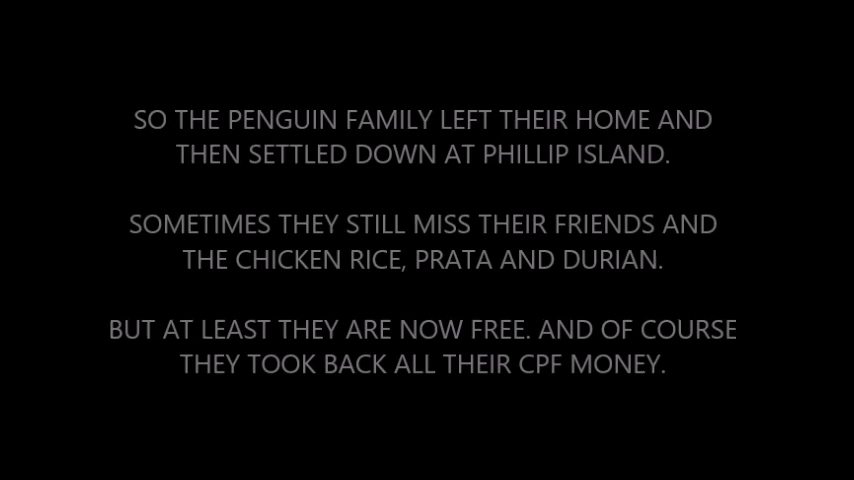 SO THE PENGUIN FAMILY LEFT THEIR HOME AND
THEN SETTLED DOWN AT PHILLIP ISLAND.
SOMETIMES THEY STILL MISS THEIR FRIENDS AND
THE CHICKEN RICE, PRATA AND DURIAN.
BUT AT LEAST THEY ARE NOW FREE. AND OF COURSE
THEY TOOK BACK ALL THEIR CPF MONEY.